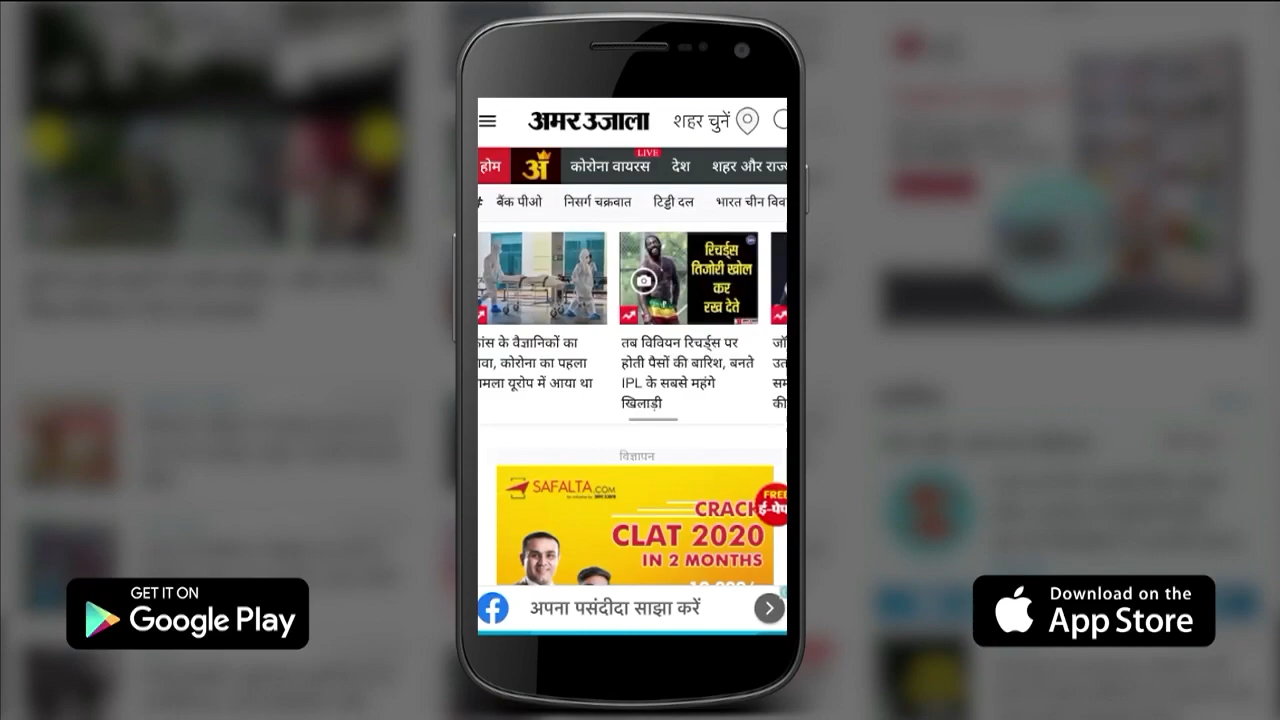 अमर उजाला
शहर चुनें
LIVE
होम
अ
कोरोना वायरस
देश
शहर और राज्
# बैंक पीओ
निसर्ग चक्रवात
टिड्डी दल
भारत चीन विवा
रिचर्ड्स
तिजोरी खोल
कर
रख देते
के वैज्ञानिकों का
कोरोना का पहला
यूरोप में आया था
तब विवियन रिचर्ड्स पर
होती पैसों की बारिश, बनते
IPL के सबसे महंगे
खिलाड़ी
विज्ञापन
SAFALTA.COM
CRACK
CLAT 2020
IN 2 MONTHS
FREE
ई-पेप
अपना पसंदीदा साझा करें
GET IT ON
Google Play
Download on the
App Store